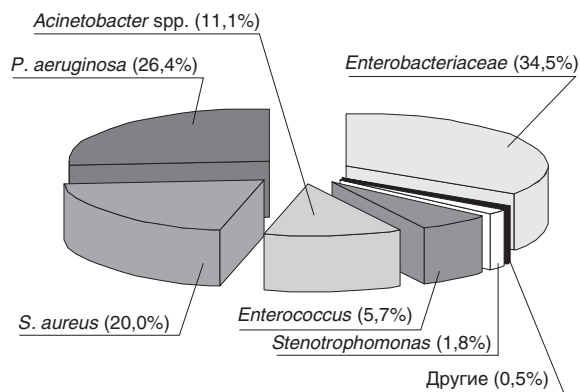 Acinetobacter spp. (11,1%)
P. aeruginosa (26,4%)
Enterobacteriaceae (34,5%)
S. aureus (20,0%)
Enterococcus (5,7%)
Stenotrophomonas (1,8%)
Другие (0,5%)